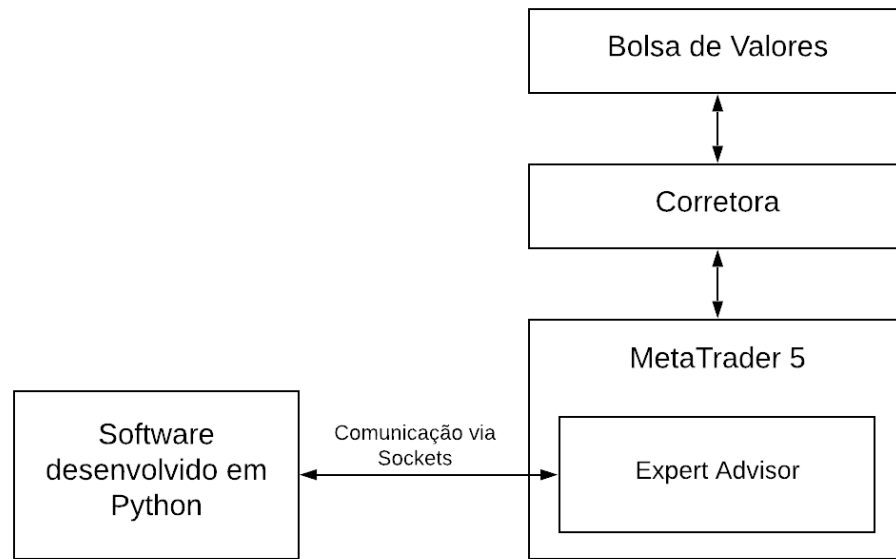 Bolsa de Valores
Corretora
MetaTrader 5
Software
desenvolvido em
Python
Comunicação via
Sockets
Expert Advisor